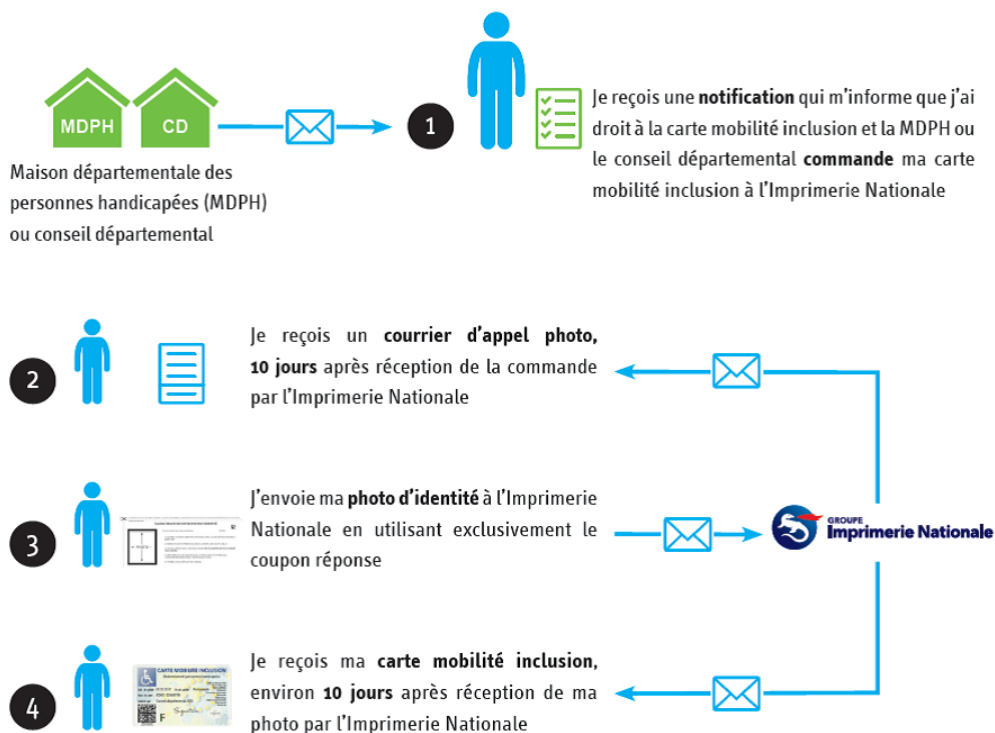 MDPH
CD
Maison départementale des
personnes handicapées (MDPH)
ou conseil départemental
1
Je reçois une notification qui m'informe que j'ai
droit à la carte mobilité inclusion et la MDPH ou
le conseil départemental commande ma carte
mobilité inclusion à l'Imprimerie Nationale
2
Je reçois un courrier d'appel photo,
10 jours après réception de la commande
par l'Imprimerie Nationale
3
J'envoie ma photo d'identité à l'Imprimerie
Nationale en utilisant exclusivement le
coupon réponse
GROUPE
Imprimerie Nationale
4
CARTE MOBILITE INCLUSION
F
Je reçois ma carte mobilité inclusion,
environ 10 jours après réception de ma
photo par l'Imprimerie Nationale